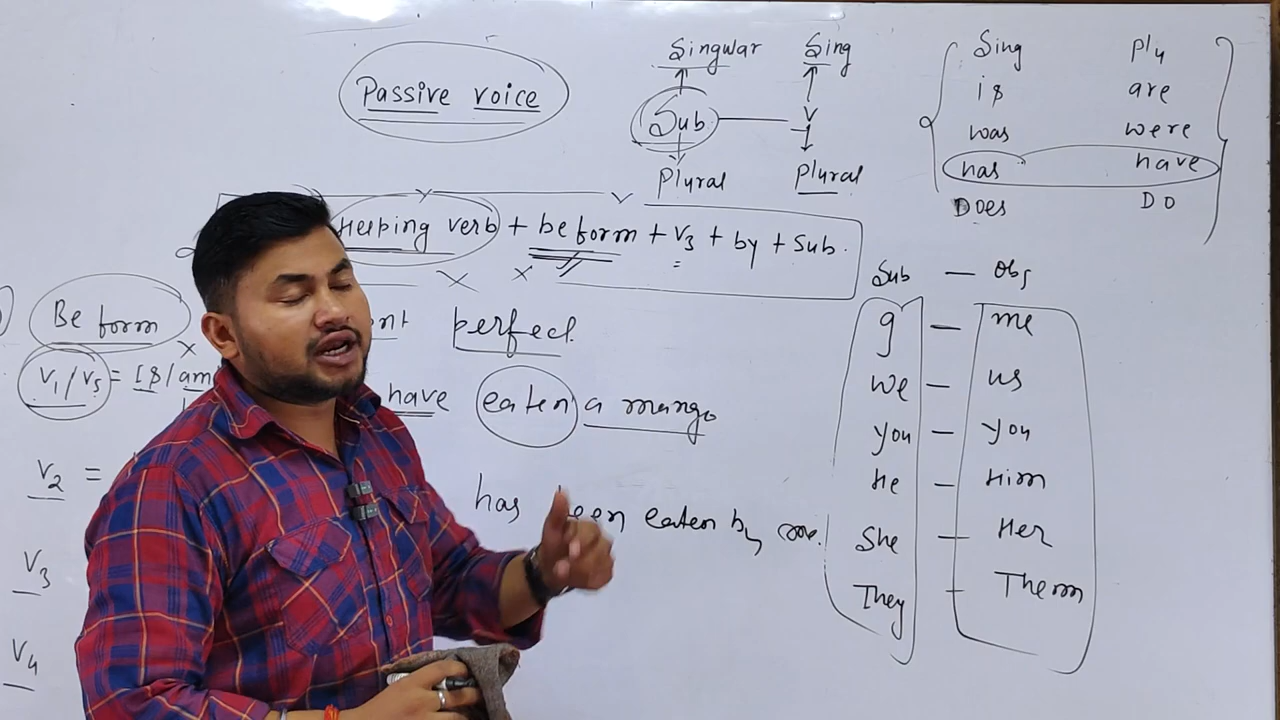 Passive voice
Singular Sing
Sub — V
Plural Plural
Sing Plu
is are
was were
has have
Does Do
Helping verb + be form + V3 + by + Sub.
Sub — Obj
Be form
perfect
V1/V5 = Is/am
have eaten a mango
V2 =
has been eaten by me.
V3
V4
I — me
we — us
you — you
He — Him
She — Her
They — Them